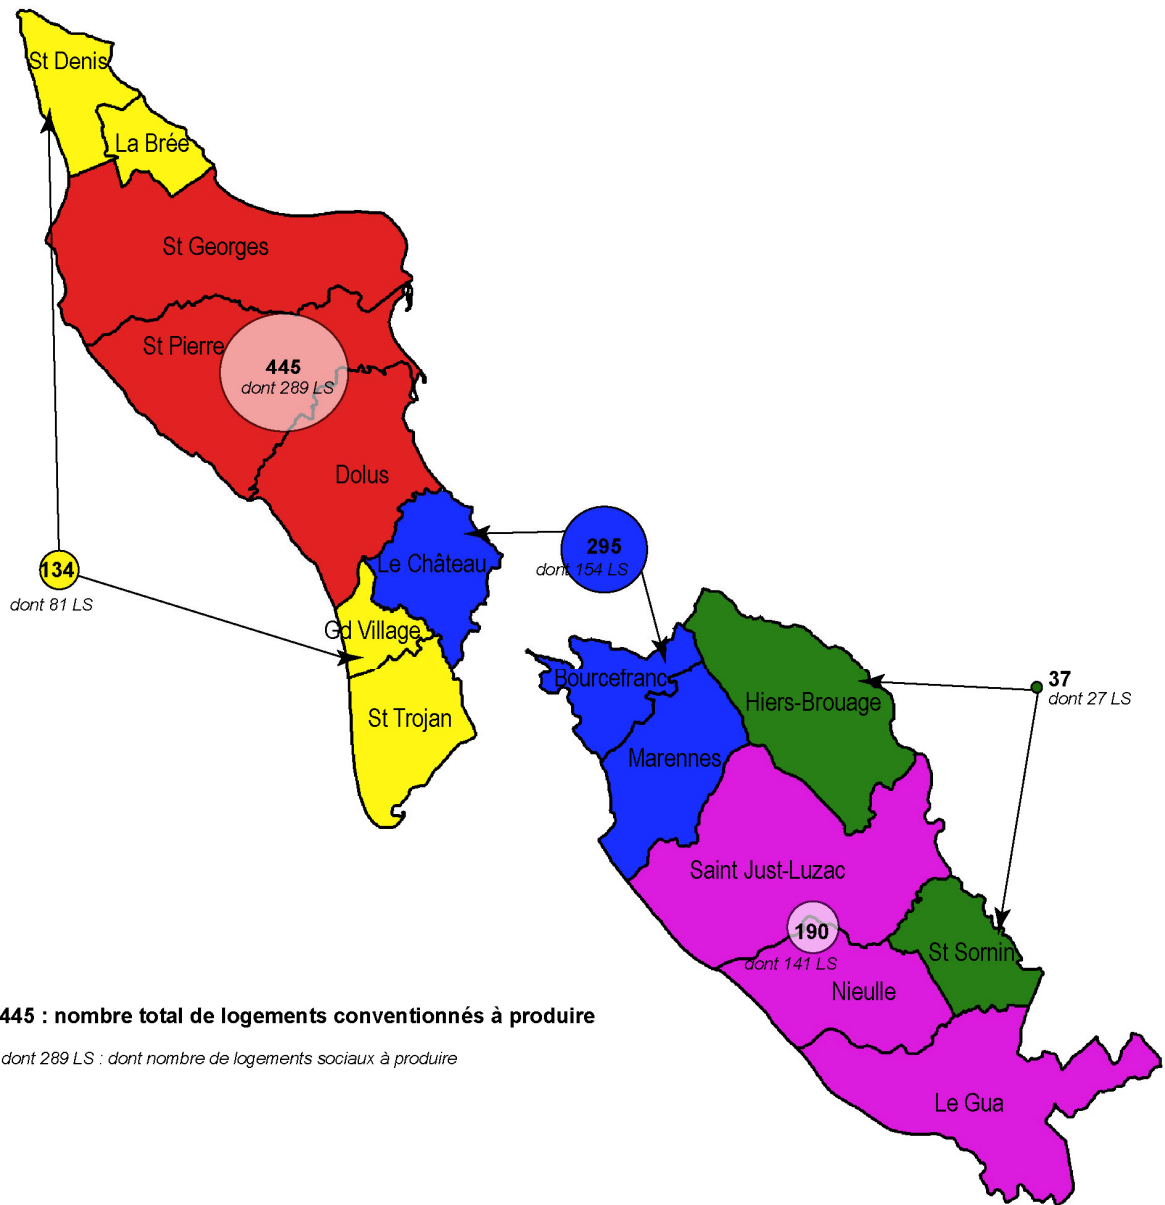 St Denis
La Brée
St Georges
St Pierre
445
dont 289 LS
Dolus
295
dont 154 LS
Le Château
134
dont 81 LS
Gd Village
St Trojan
Bourcefranc
Hiers-Brouage
37
dont 27 LS
Marennes
Saint Just-Luzac
190
dont 141 LS
St Sornin
Nieulle
445 : nombre total de logements conventionnés à produire
dont 289 LS : dont nombre de logements sociaux à produire
Le Gua